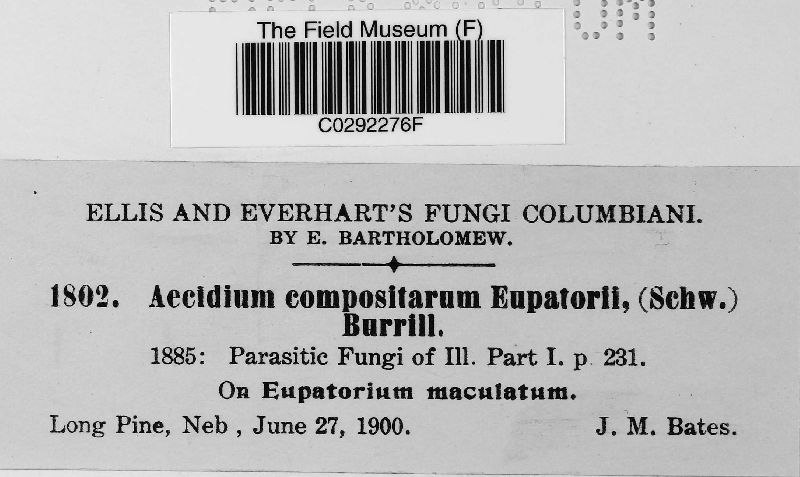 The Field Museum (F)
C0292276F
ELLIS AND EVERHART'S FUNGI COLUMBIANI.
BY E. BARTHOLOMEW.
1802. Aecidium compositarum Eupatorii, (Schw.)
Burrill.
1885: Parasitic Fungi of Ill. Part I. p. 231.
On Eupatorium maculatum.
Long Pine, Neb , June 27, 1900. J. M. Bates.